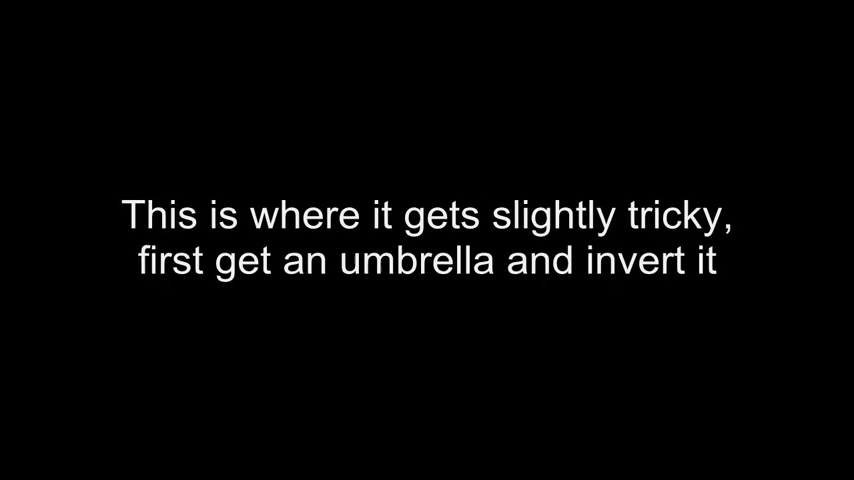 This is where it gets slightly tricky,
first get an umbrella and invert it